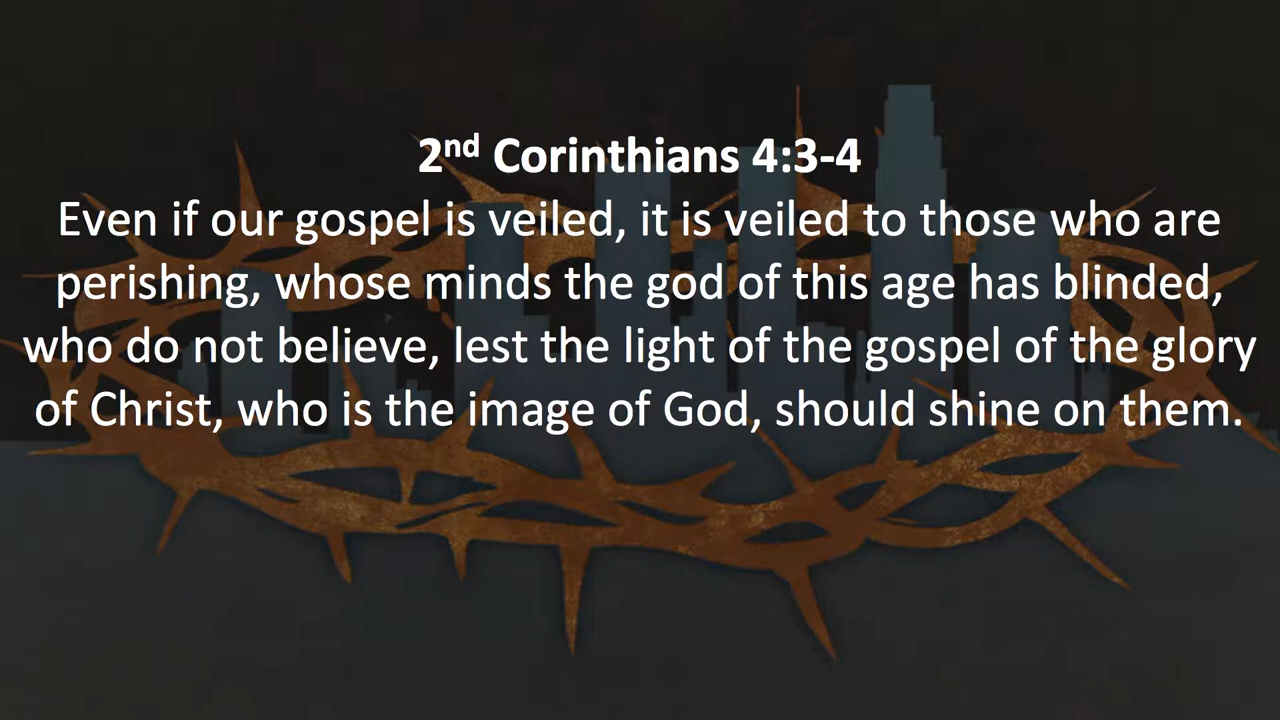 2nd Corinthians 4:3-4
Even if our gospel is veiled, it is veiled to those who are
perishing, whose minds the god of this age has blinded,
who do not believe, lest the light of the gospel of the glory
of Christ, who is the image of God, should shine on them.